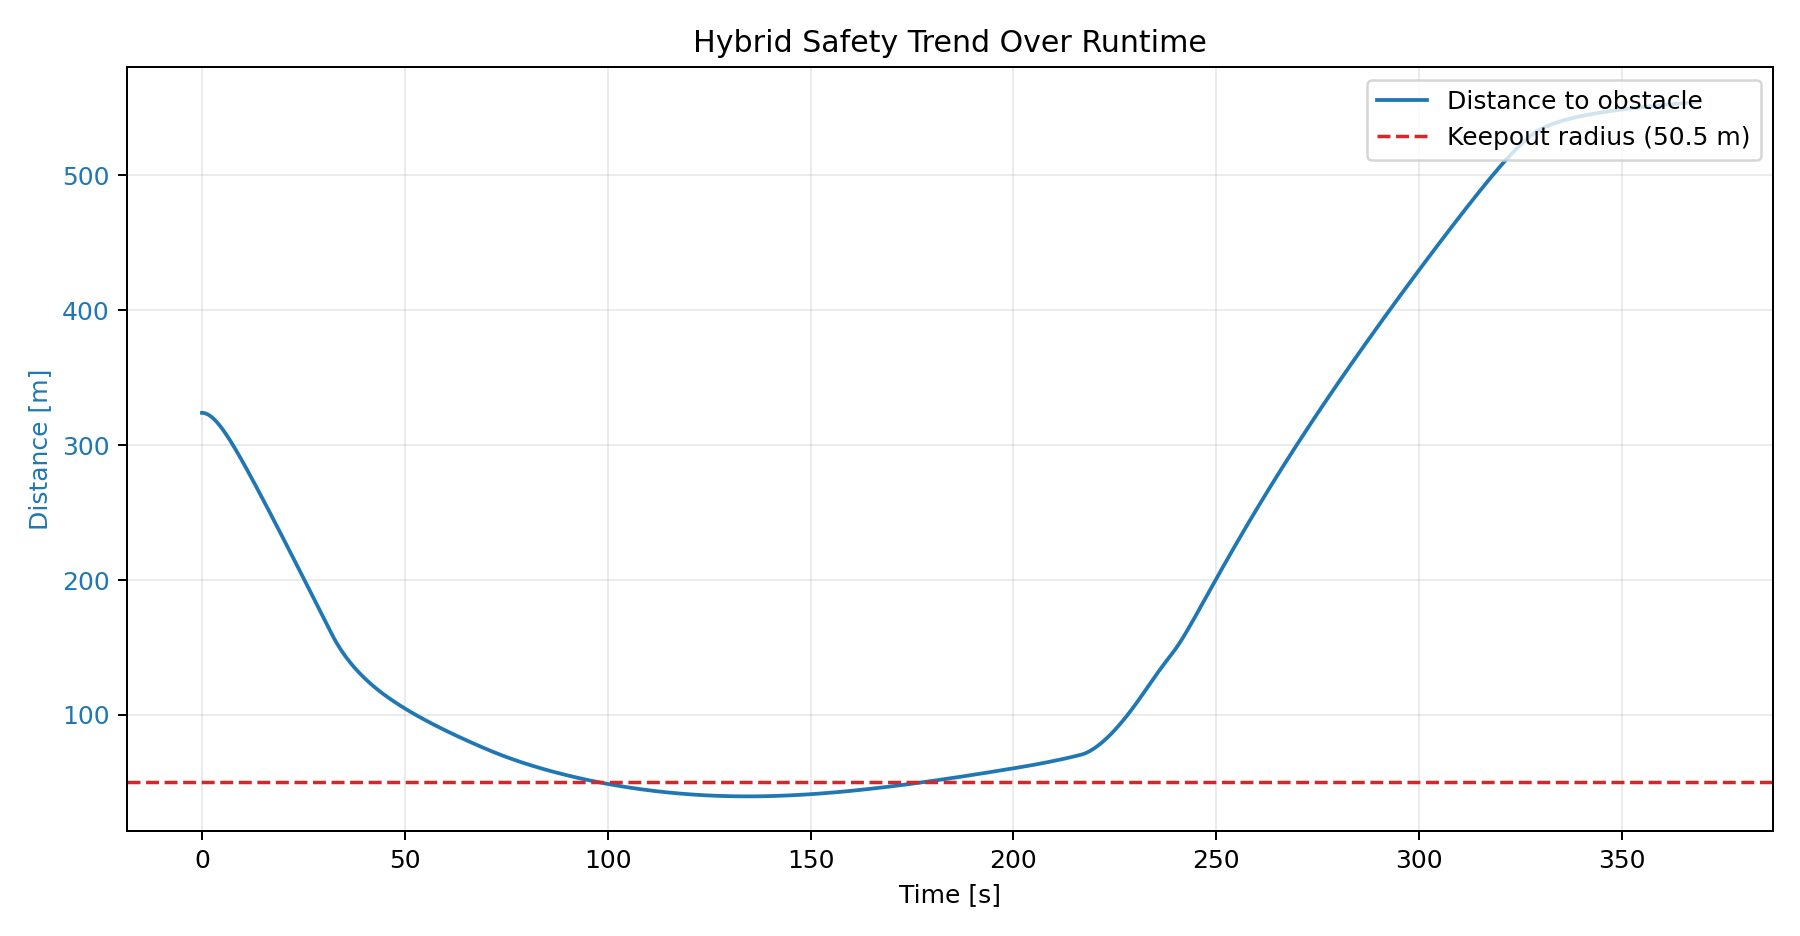 Hybrid Safety Trend Over Runtime
Distance to obstacle
Keepout radius (50.5 m)
500
400
300
200
100
Distance [m]
0 50 100 150 200 250 300 350
Time [s]